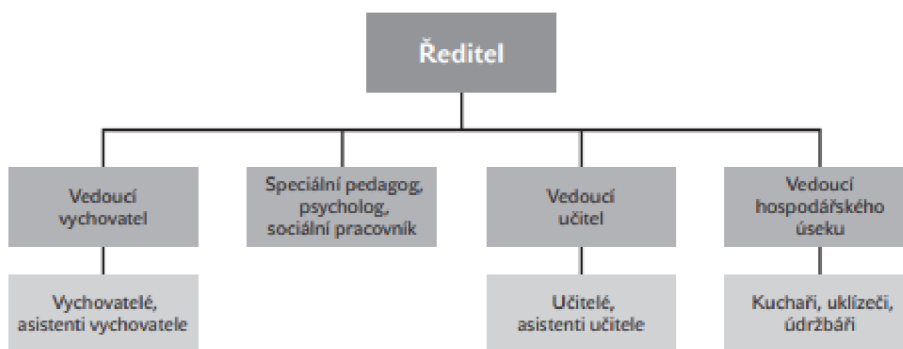 Ředitel
Vedoucí
vychovatel
Speciální pedagog,
psycholog,
sociální pracovník
Vedoucí
učitel
Vedoucí
hospodářského
úseku
Vychovatelé,
asistenti vychovatele
Učitelé,
asistenti učitele
Kuchaři, uklízeči,
údržbáři